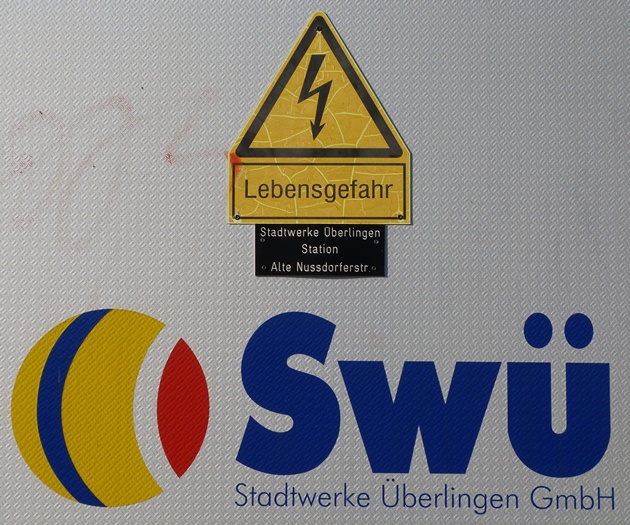 Lebensgefahr
Stadtwerke Überlingen
Station
Alte Nussdorferstr.
Swü
Stadtwerke Überlingen GmbH